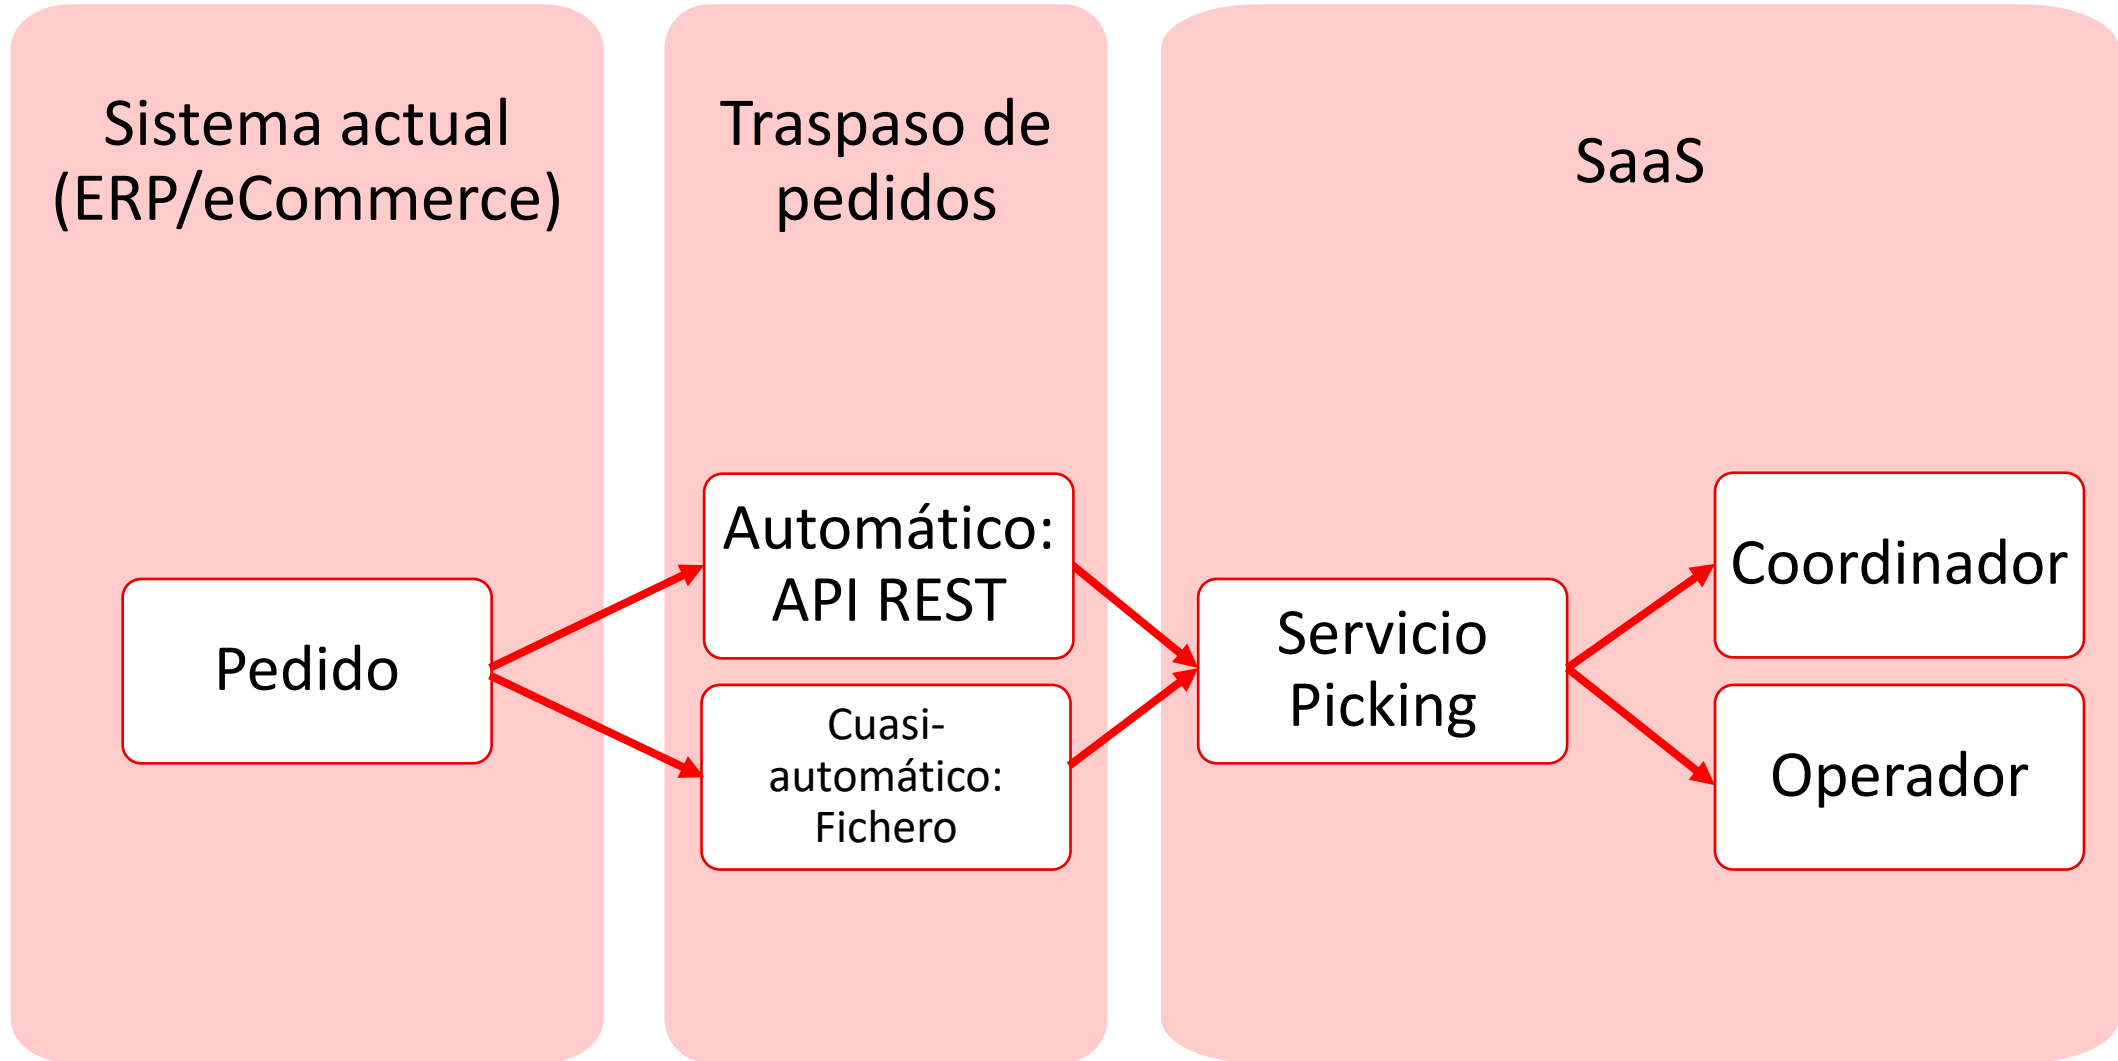 Sistema actual
(ERP/eCommerce)
Traspaso de
pedidos
SaaS
Pedido
Automático:
API REST
Cuasi-
automático:
Fichero
Servicio
Picking
Coordinador
Operador